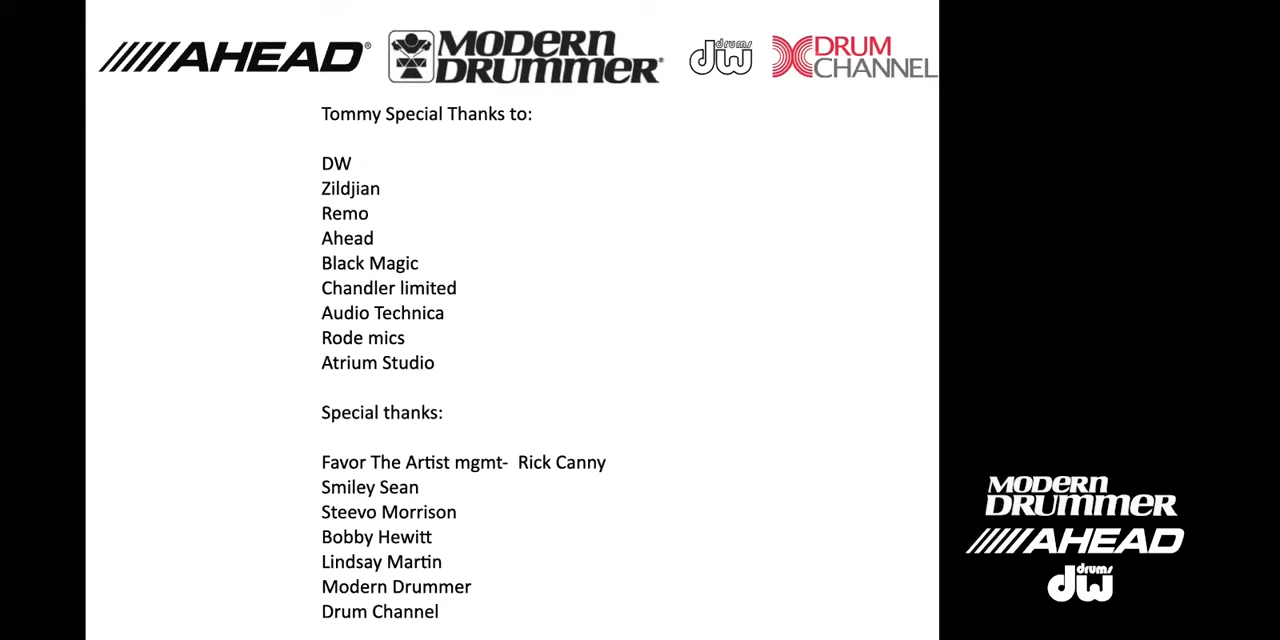 AHEAD®
MODERN
DRUMMER®
drums
dw
DRUM
CHANNEL
Tommy Special Thanks to:
DW
Zildjian
Remo
Ahead
Black Magic
Chandler limited
Audio Technica
Rode mics
Atrium Studio
Special thanks:
Favor The Artist mgmt-  Rick Canny
Smiley Sean
Steevo Morrison
Bobby Hewitt
Lindsay Martin
Modern Drummer
Drum Channel
MODERN
DRUMMER
AHEAD
drums
dw